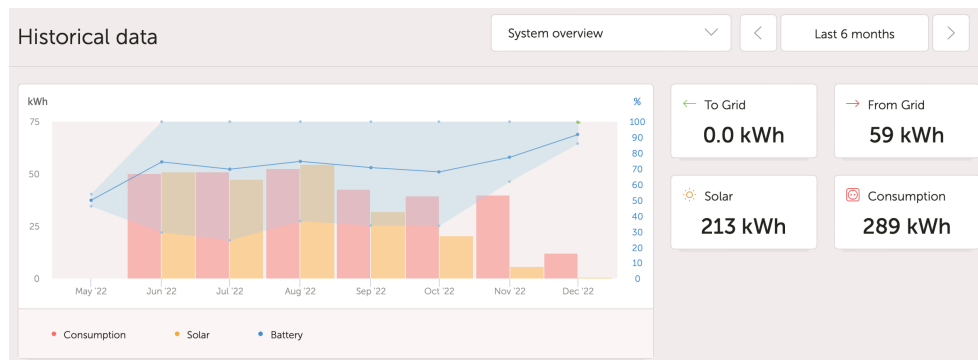 Historical data
System overview
Last 6 months
kWh
%
75
50
25
0
100
90
80
70
60
50
40
30
20
10
0
May '22
Jun '22
Jul '22
Aug '22
Sep '22
Oct '22
Nov '22
Dec '22
Consumption
Solar
Battery
To Grid
0.0 kWh
From Grid
59 kWh
Solar
213 kWh
Consumption
289 kWh